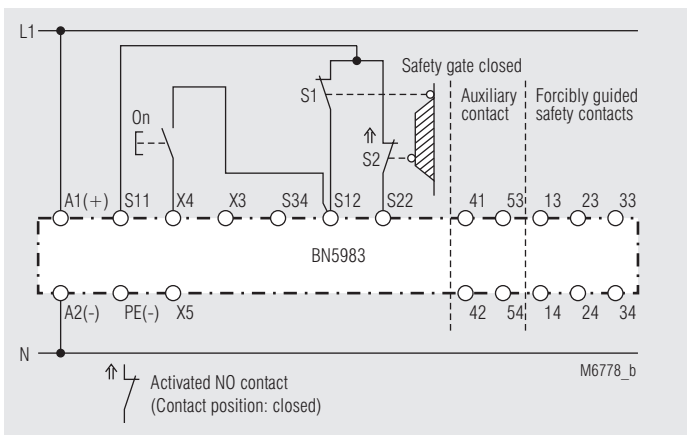 L1
Safety gate closed
S1
Auxiliary
contact
Forcibly guided
safety contacts
On
⇑
S2
A1(+) S11 X4 X3 S34 S12 S22 41 53 13 23 33
BN5983
A2(-) PE(-) X5 42 54 14 24 34
N
M6778_b
⇑ Activated NO contact
(Contact position: closed)